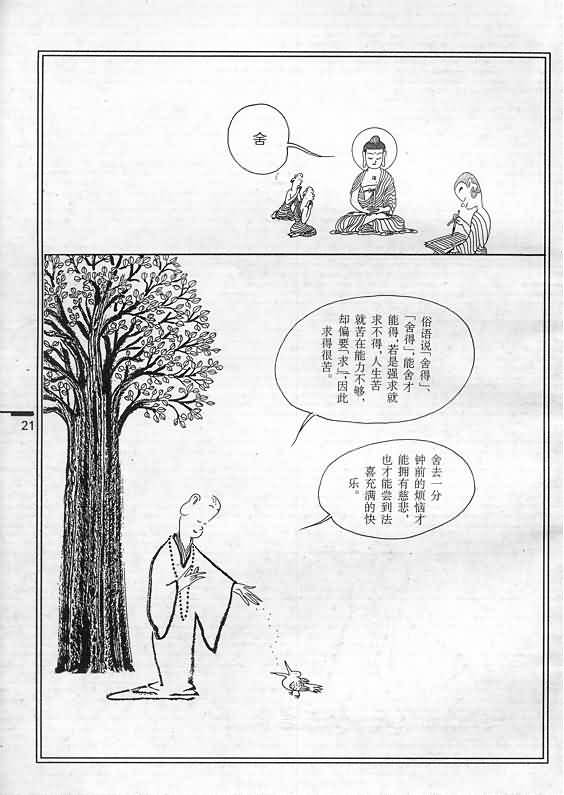 舍
俗语说「舍得」、
「舍得」,能舍才
能得,若是强求就
求不得,人生苦
就苦在能力不够,
却偏要「求」,因此
求得很苦。
舍去一分
钟前的烦恼才
能拥有慈悲,
也才能尝到法
喜充满的快
乐。
21